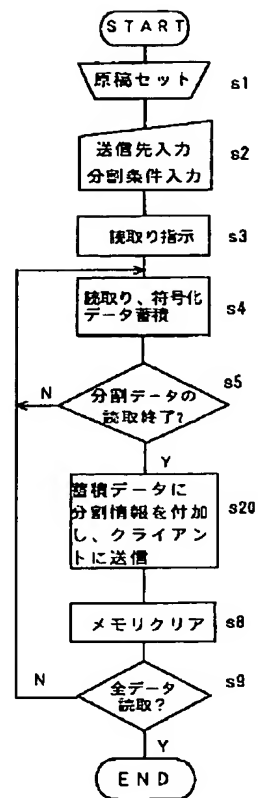 START
原稿セット s1
送信先入力
分割条件入力 s2
読取り指示 s3
読取り、符号化
データ蓄積 s4
分割データの
読取終了? s5
N
Y
蓄積データに
分割情報を付加
し、クライアン
トに送信 s20
メモリクリア s8
全データ
読取? s9
N
Y
END